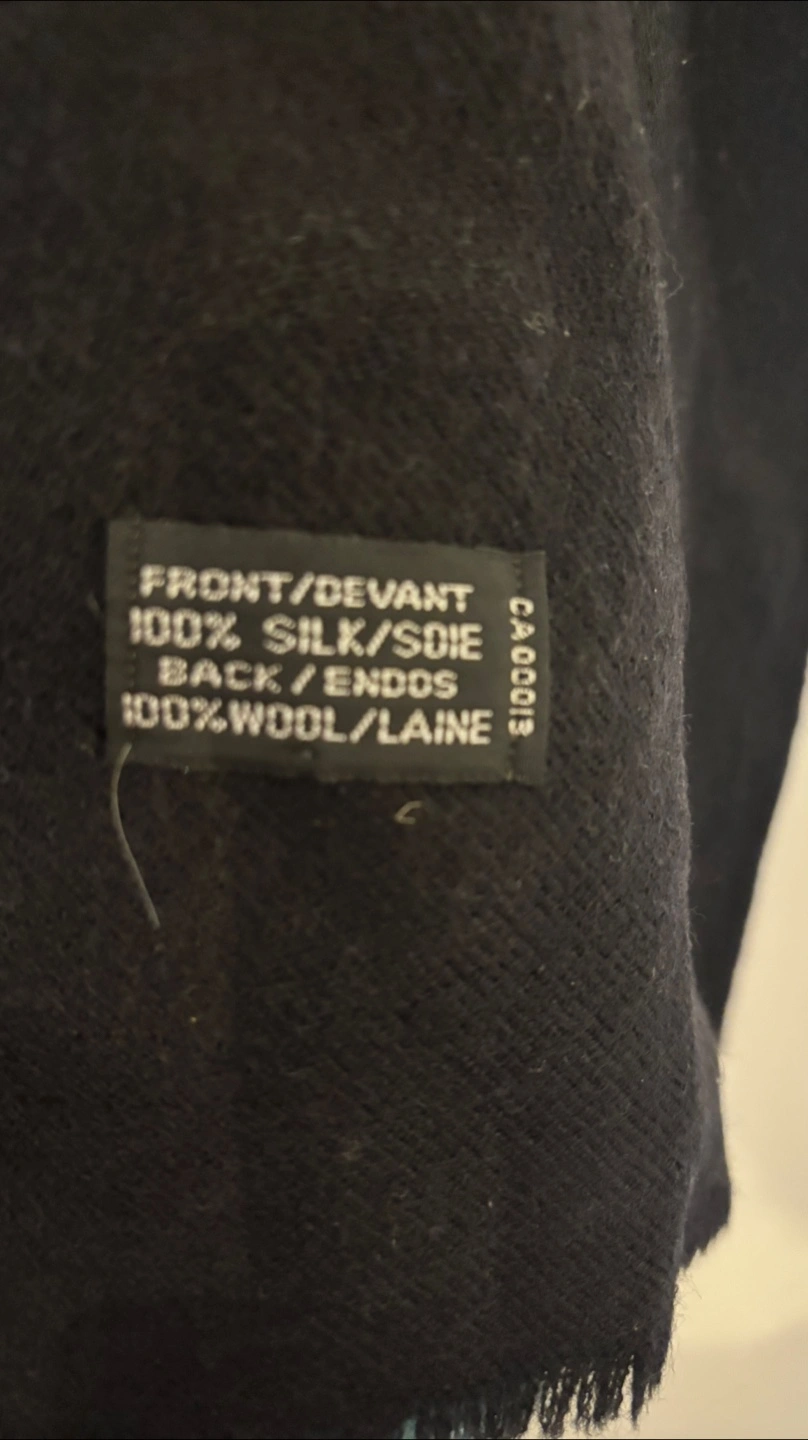 FRONT/DEVANT
100% SILK/SOIE
BACK/ENDOS
100%WOOL/LAINE
CA00013